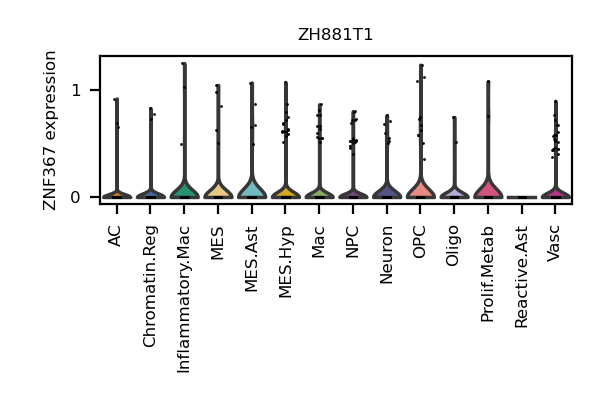 ZH881T1
ZNF367 expression
1
0
AC
Chromatin.Reg
Inflammatory.Mac
MES
MES.Ast
MES.Hyp
Mac
NPC
Neuron
OPC
Oligo
Prolif.Metab
Reactive.Ast
Vasc